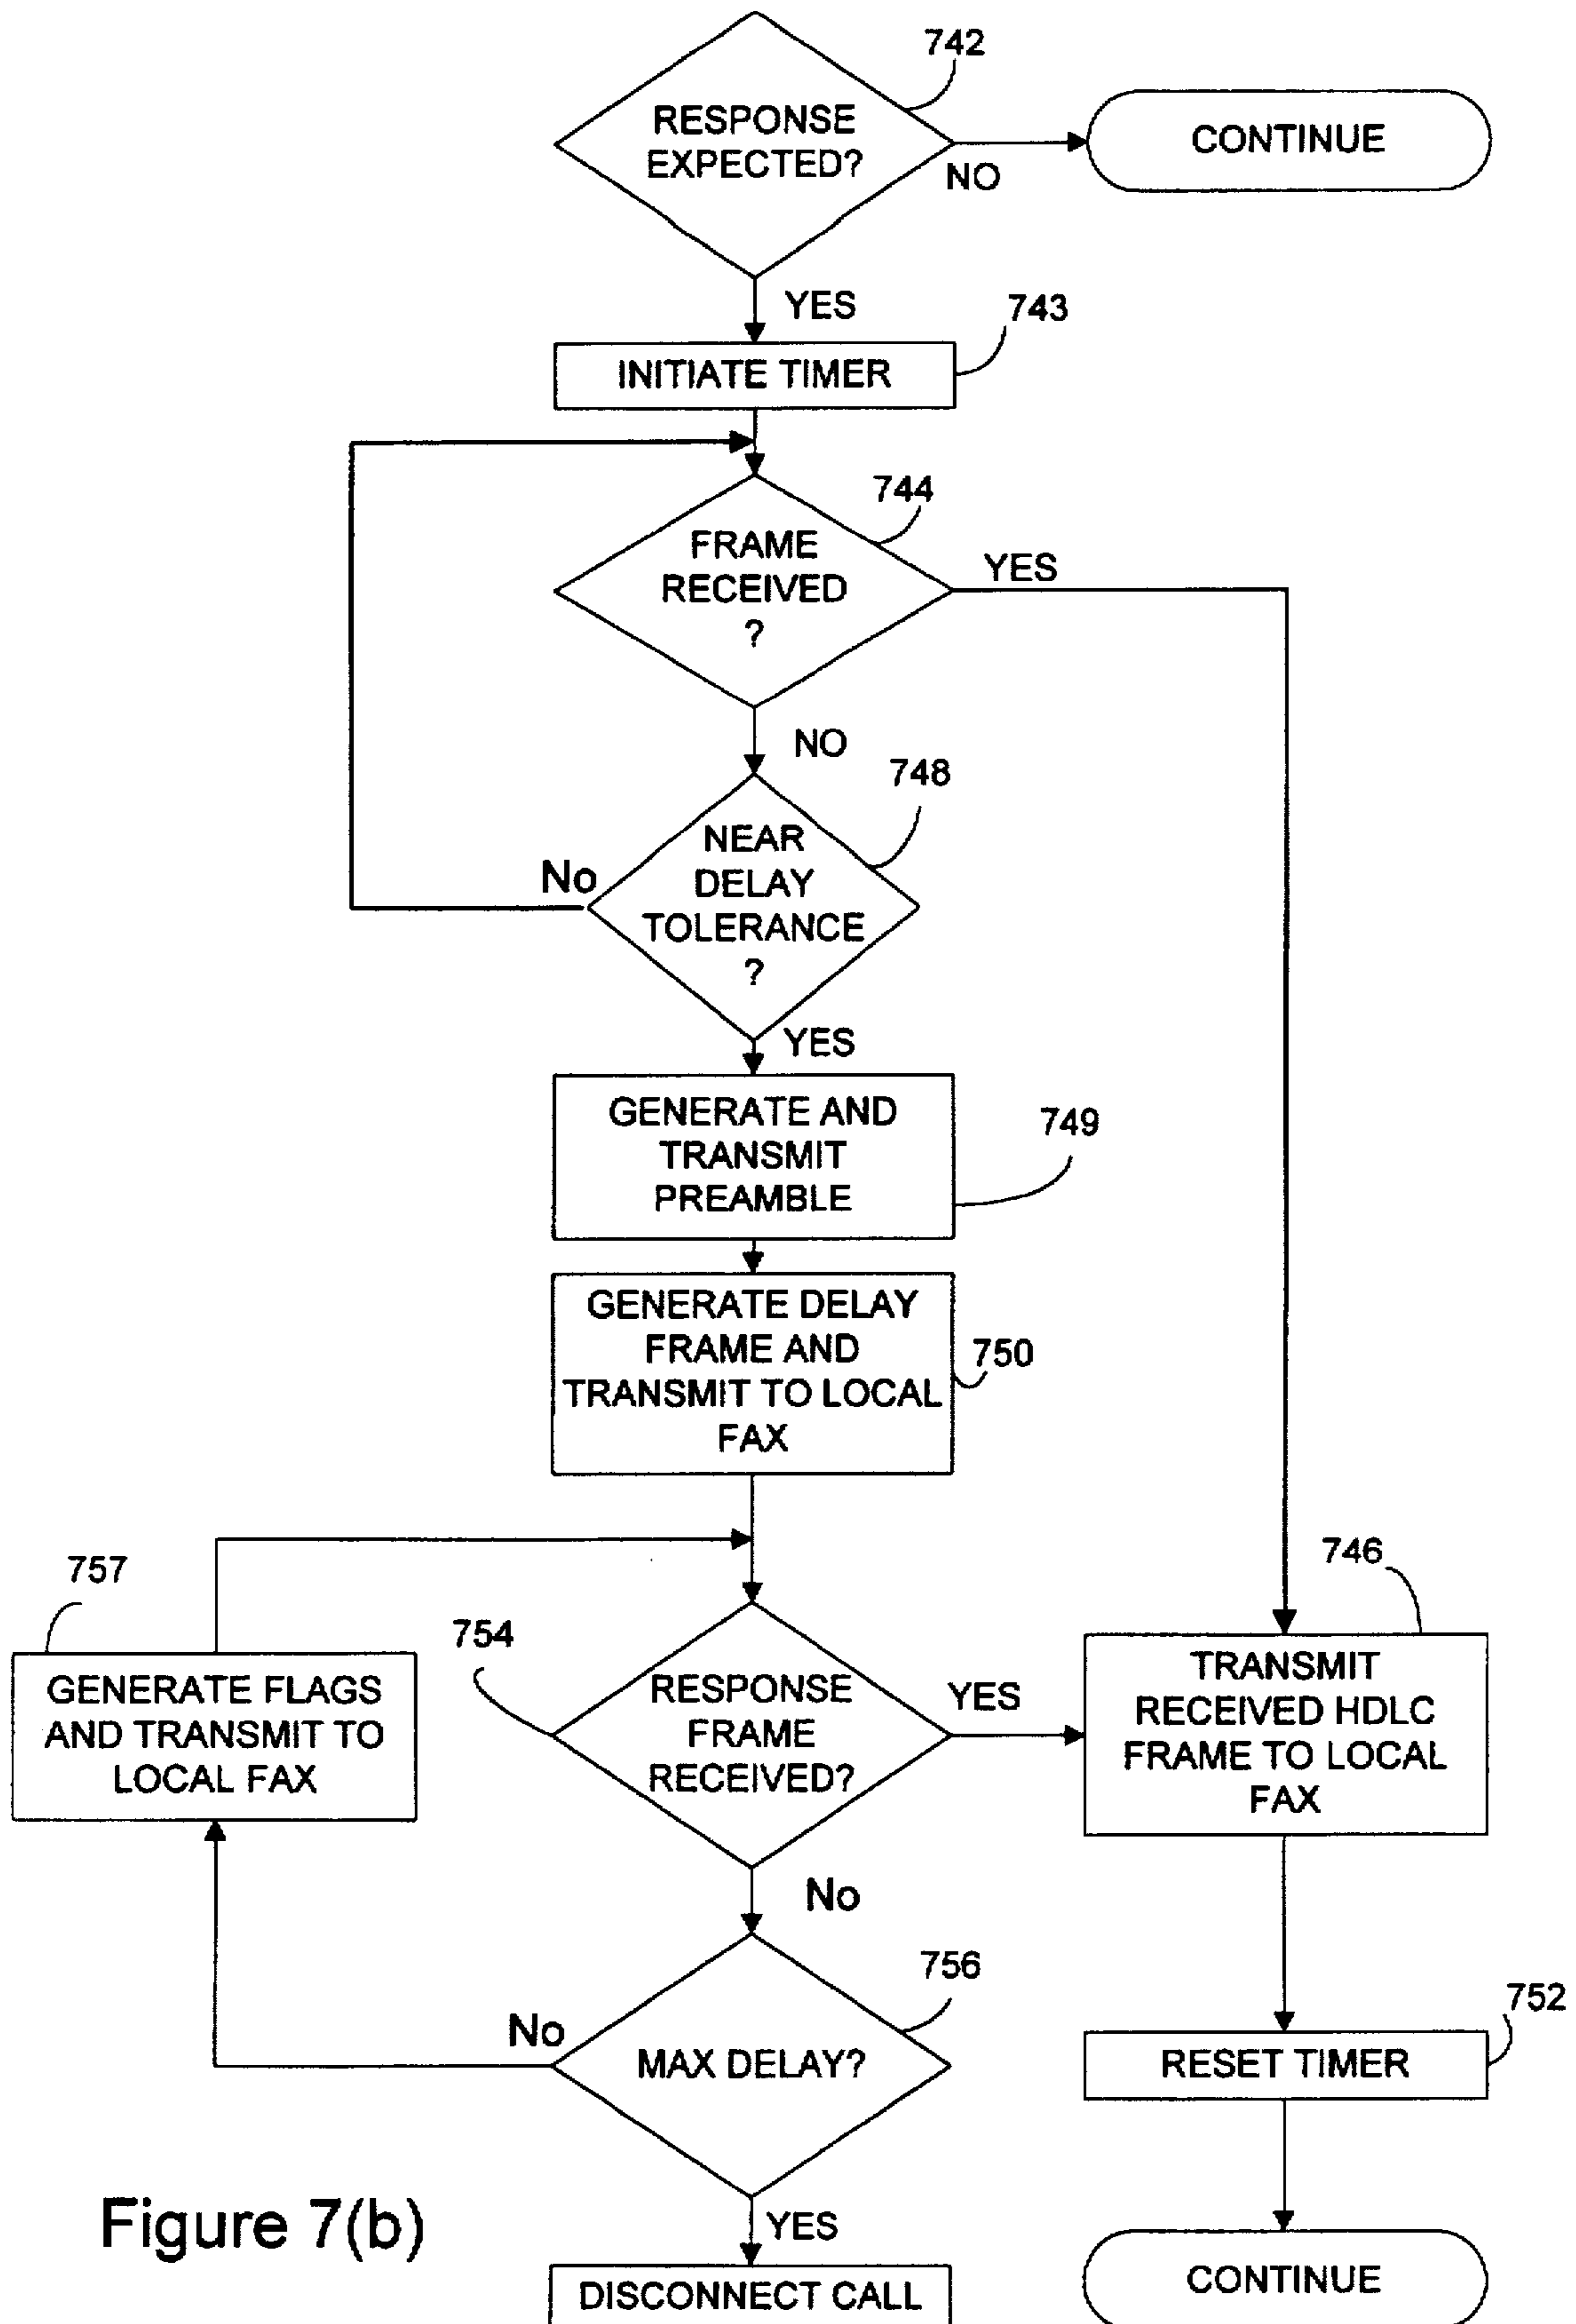 742
RESPONSE
EXPECTED?
NO
CONTINUE
YES
743
INITIATE TIMER
744
FRAME
RECEIVED
?
YES
NO
748
NEAR
DELAY
TOLERANCE
?
No
YES
GENERATE AND
TRANSMIT
PREAMBLE
749
GENERATE DELAY
FRAME AND
TRANSMIT TO LOCAL
FAX
750
757
GENERATE FLAGS
AND TRANSMIT TO
LOCAL FAX
754
RESPONSE
FRAME
RECEIVED?
YES
746
TRANSMIT
RECEIVED HDLC
FRAME TO LOCAL
FAX
No
756
MAX DELAY?
No
752
RESET TIMER
YES
DISCONNECT CALL
CONTINUE
Figure 7(b)